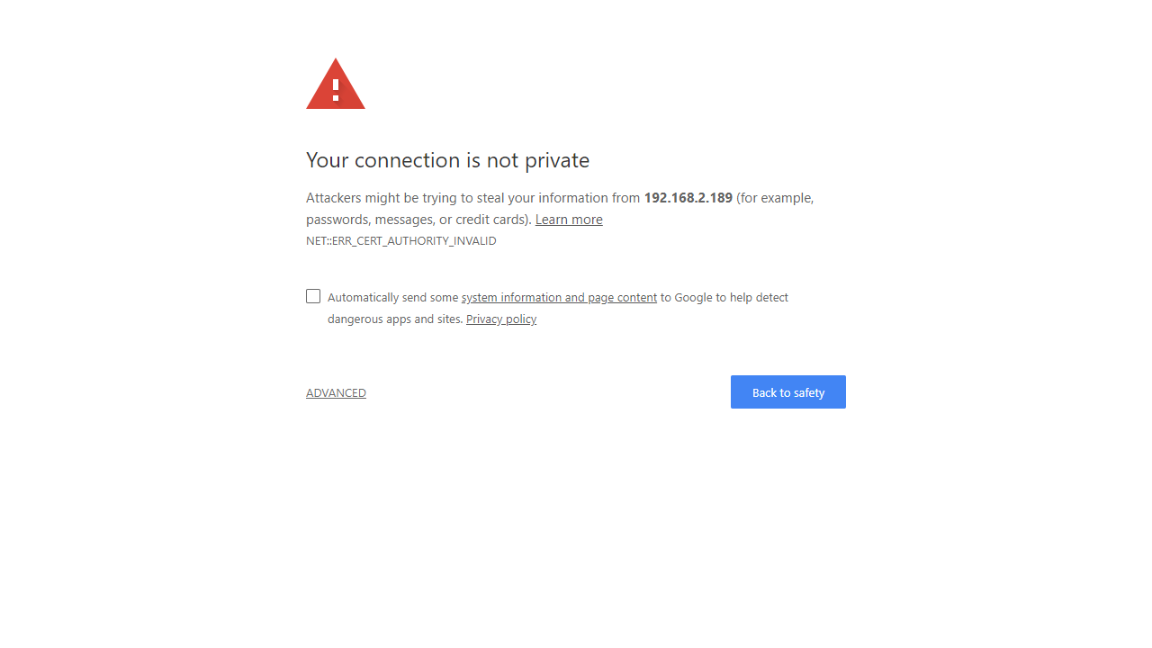 Your connection is not private
Attackers might be trying to steal your information from 192.168.2.189 (for example,
passwords, messages, or credit cards). Learn more
NET::ERR_CERT_AUTHORITY_INVALID
Automatically send some system information and page content to Google to help detect
dangerous apps and sites. Privacy policy
ADVANCED
Back to safety